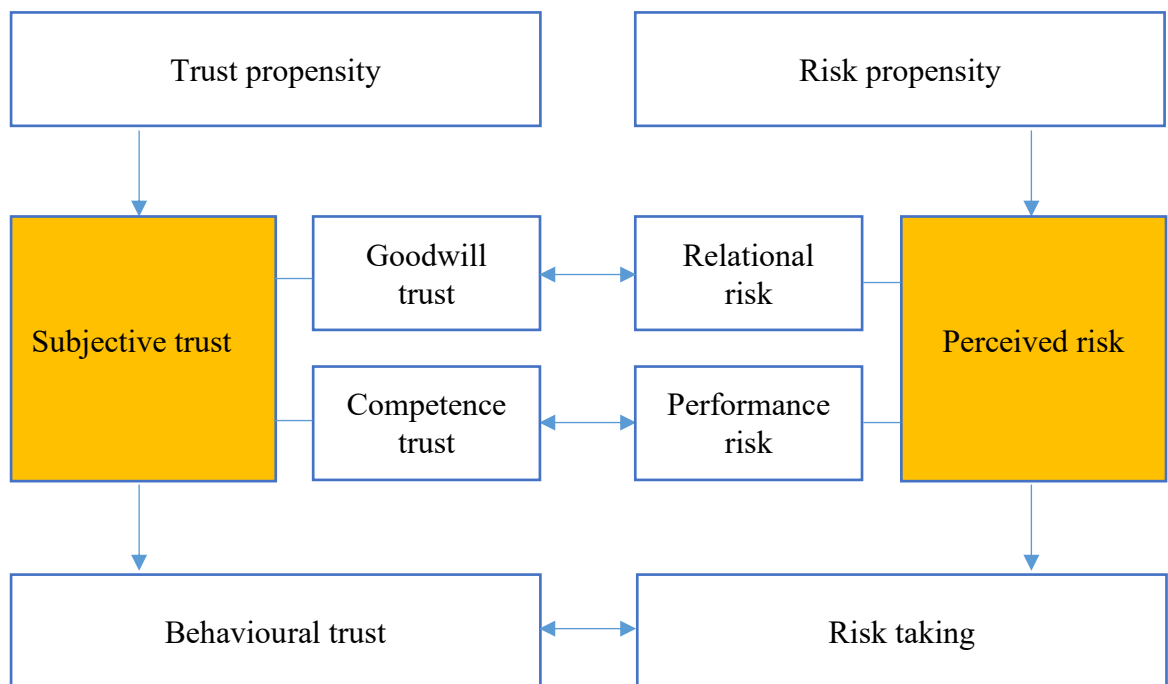 Trust propensity
Risk propensity
Goodwill
trust
Relational
risk
Subjective trust
Perceived risk
Competence
trust
Performance
risk
Behavioural trust
Risk taking